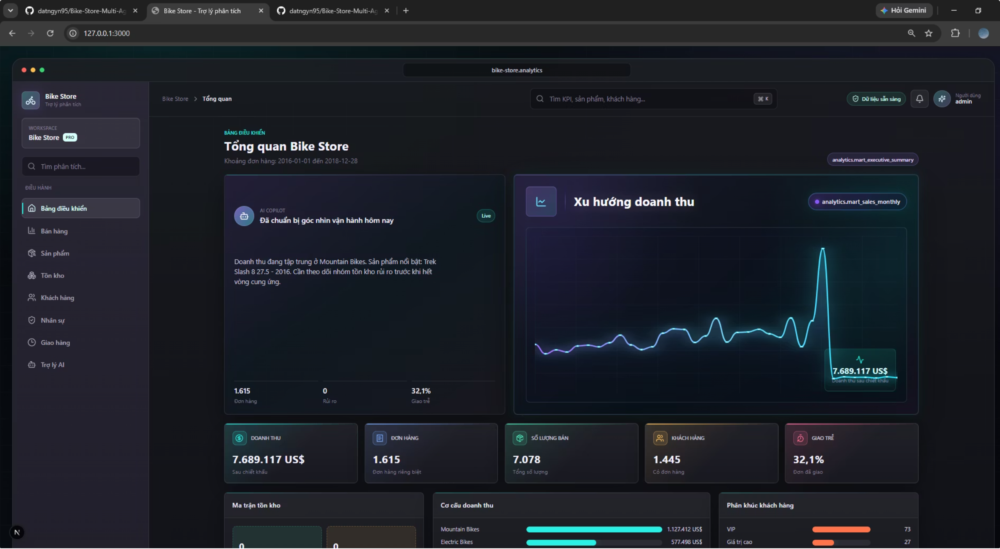 datngyn95/Bike-Store-Multi-Ag
Bike Store - Trợ lý phân tích
datngyn95/Bike-Store-Multi-Ag
Hỏi Gemini
127.0.0.1:3000
bike-store.analytics
Bike Store
Trợ lý phân tích
WORKSPACE
Bike Store PRO
Tìm phân tích...
ĐIỀU HÀNH
Bảng điều khiển
Bán hàng
Sản phẩm
Tồn kho
Khách hàng
Nhân sự
Giao hàng
Trợ lý AI
N
Bike Store > Tổng quan
Tìm KPI, sản phẩm, khách hàng...
⌘ K
Dữ liệu sẵn sàng
Người dùng
admin
BẢNG ĐIỀU KHIỂN
Tổng quan Bike Store
Khoảng đơn hàng: 2016-01-01 đến 2018-12-28
analytics.mart_executive_summary
AI COPILOT
Đã chuẩn bị góc nhìn vận hành hôm nay
Live
Doanh thu đang tập trung ở Mountain Bikes. Sản phẩm nổi bật: Trek
Slash 8 27.5 - 2016. Cần theo dõi nhóm tồn kho rủi ro trước khi hết
vòng cung ứng.
1.615
Đơn hàng
0
Rủi ro
32,1%
Giao trễ
Xu hướng doanh thu
analytics.mart_sales_monthly
7.689.117 US$
Doanh thu sau chiết khấu
DOANH THU
7.689.117 US$
Sau chiết khấu
ĐƠN HÀNG
1.615
Đơn hàng riêng biệt
SỐ LƯỢNG BÁN
7.078
Tổng số lượng
KHÁCH HÀNG
1.445
Có đơn hàng
GIAO TRỄ
32,1%
Đơn đã giao
Ma trận tồn kho
0
0
Cơ cấu doanh thu
Mountain Bikes 1.127.412 US$
Electric Bikes 577.498 US$
Phân khúc khách hàng
VIP 73
Giá trị cao 27